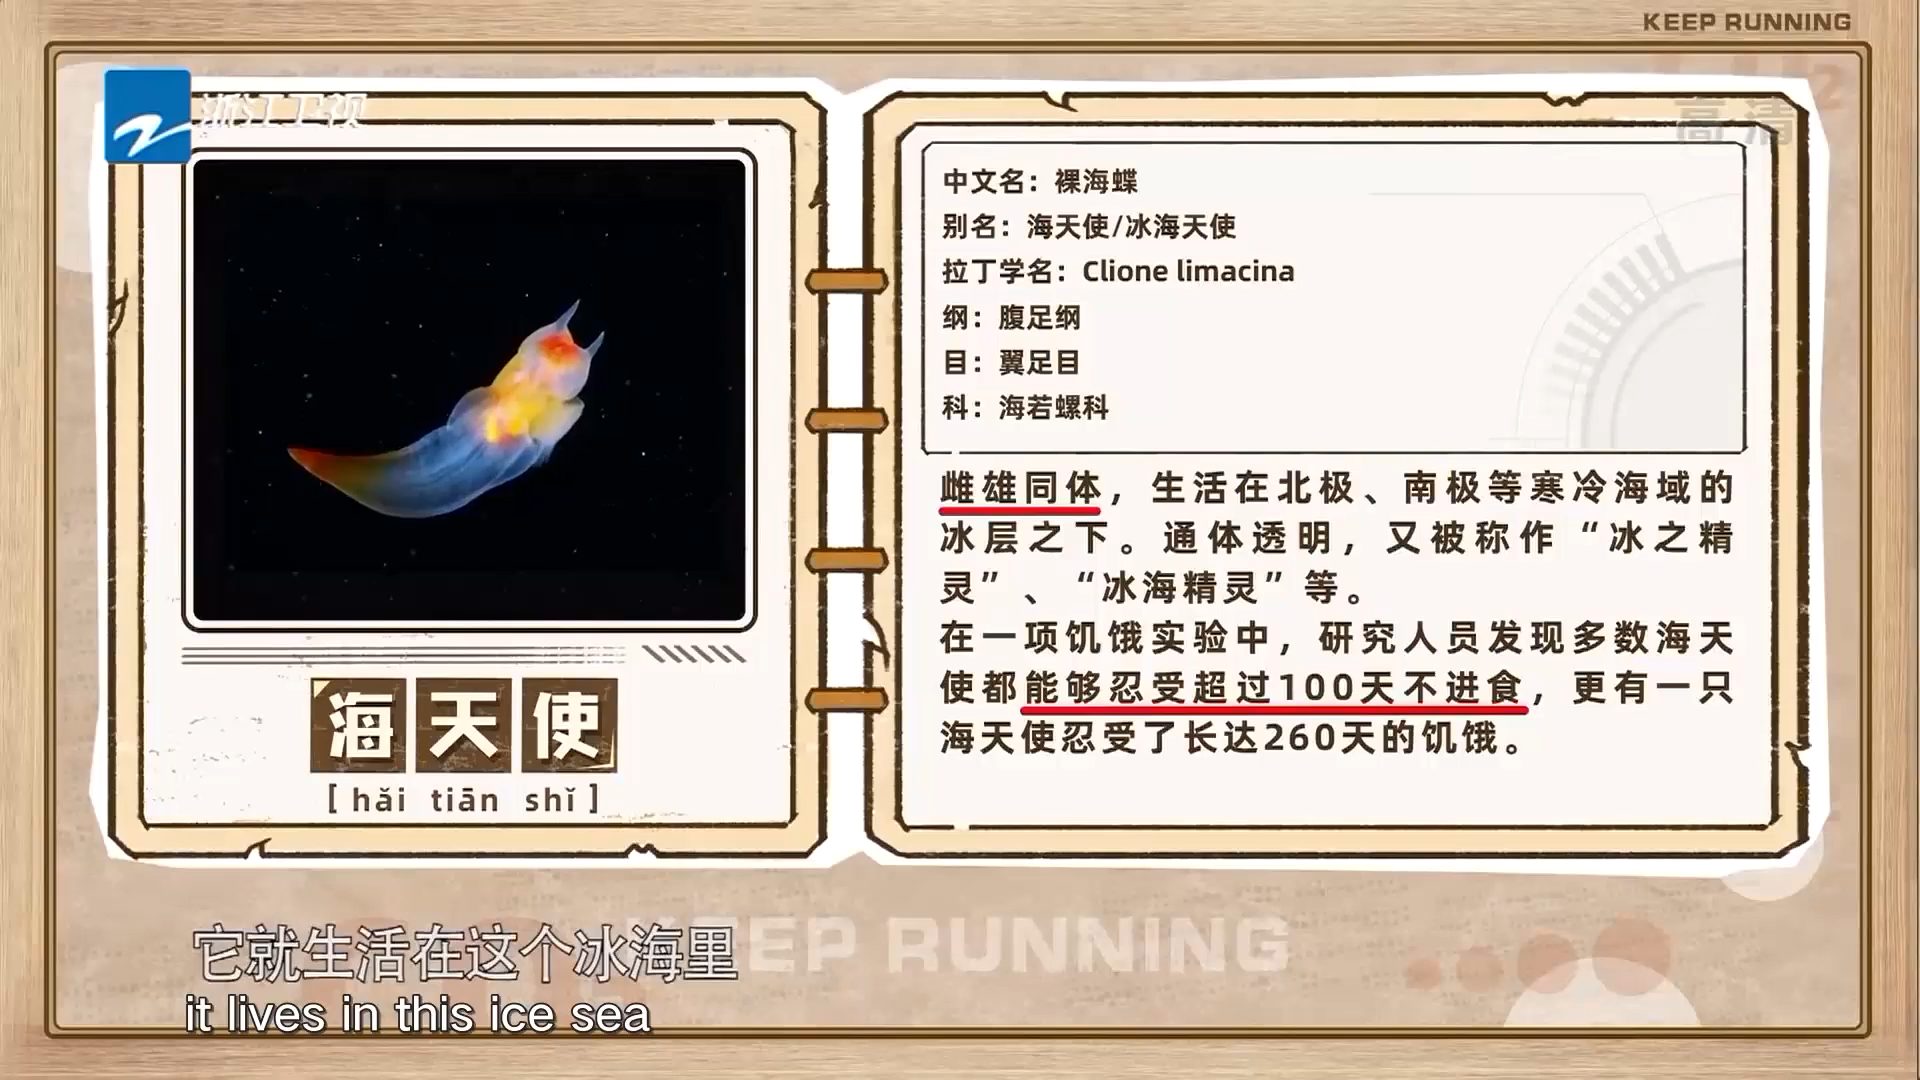 KEEP RUNNING
浙江卫视
高清
中文名：裸海蝶
别名：海天使/冰海天使
拉丁学名：Clione limacina
纲：腹足纲
目：翼足目
科：海若螺科
雌雄同体，生活在北极、南极等寒冷海域的
冰层之下。通体透明，又被称作“冰之精
灵”、“冰海精灵”等。
在一项饥饿实验中，研究人员发现多数海天
使都能够忍受超过100天不进食，更有一只
海天使忍受了长达260天的饥饿。
海天使
[hǎi tiān shǐ]
KEEP RUNNING
它就生活在这个冰海里
it lives in this ice sea